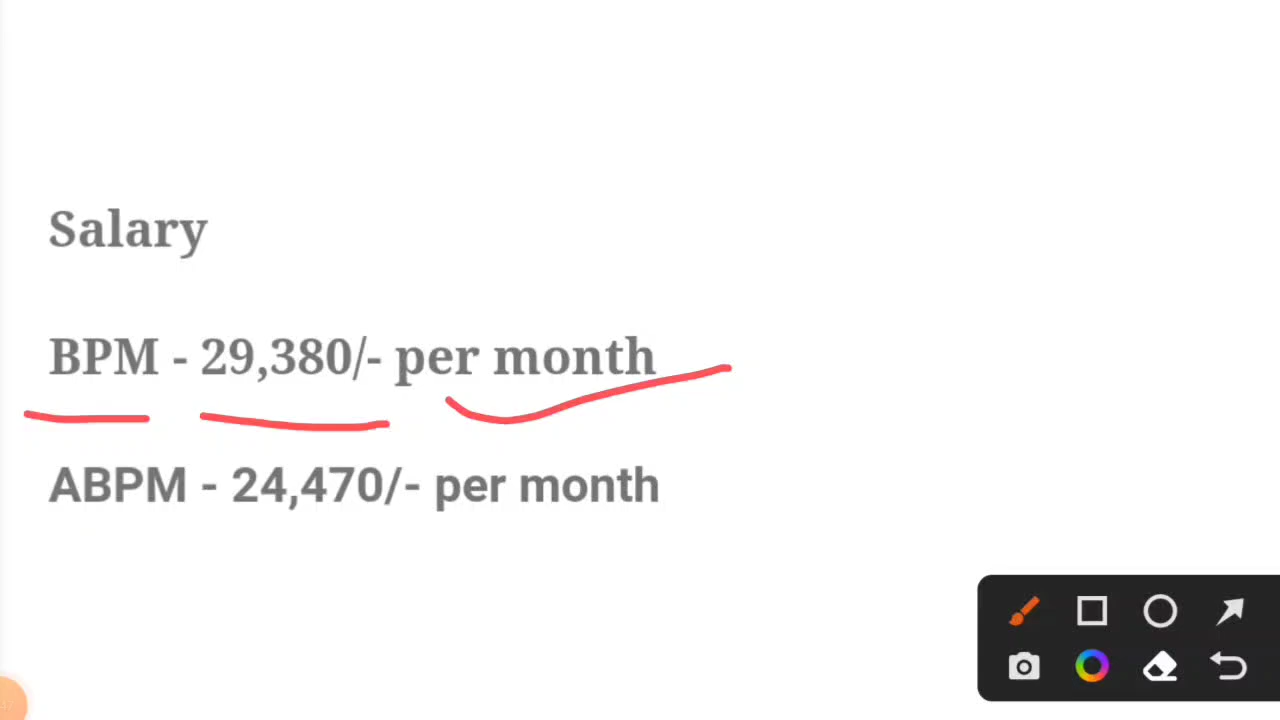 Salary
BPM - 29,380/- per month
ABPM - 24,470/- per month